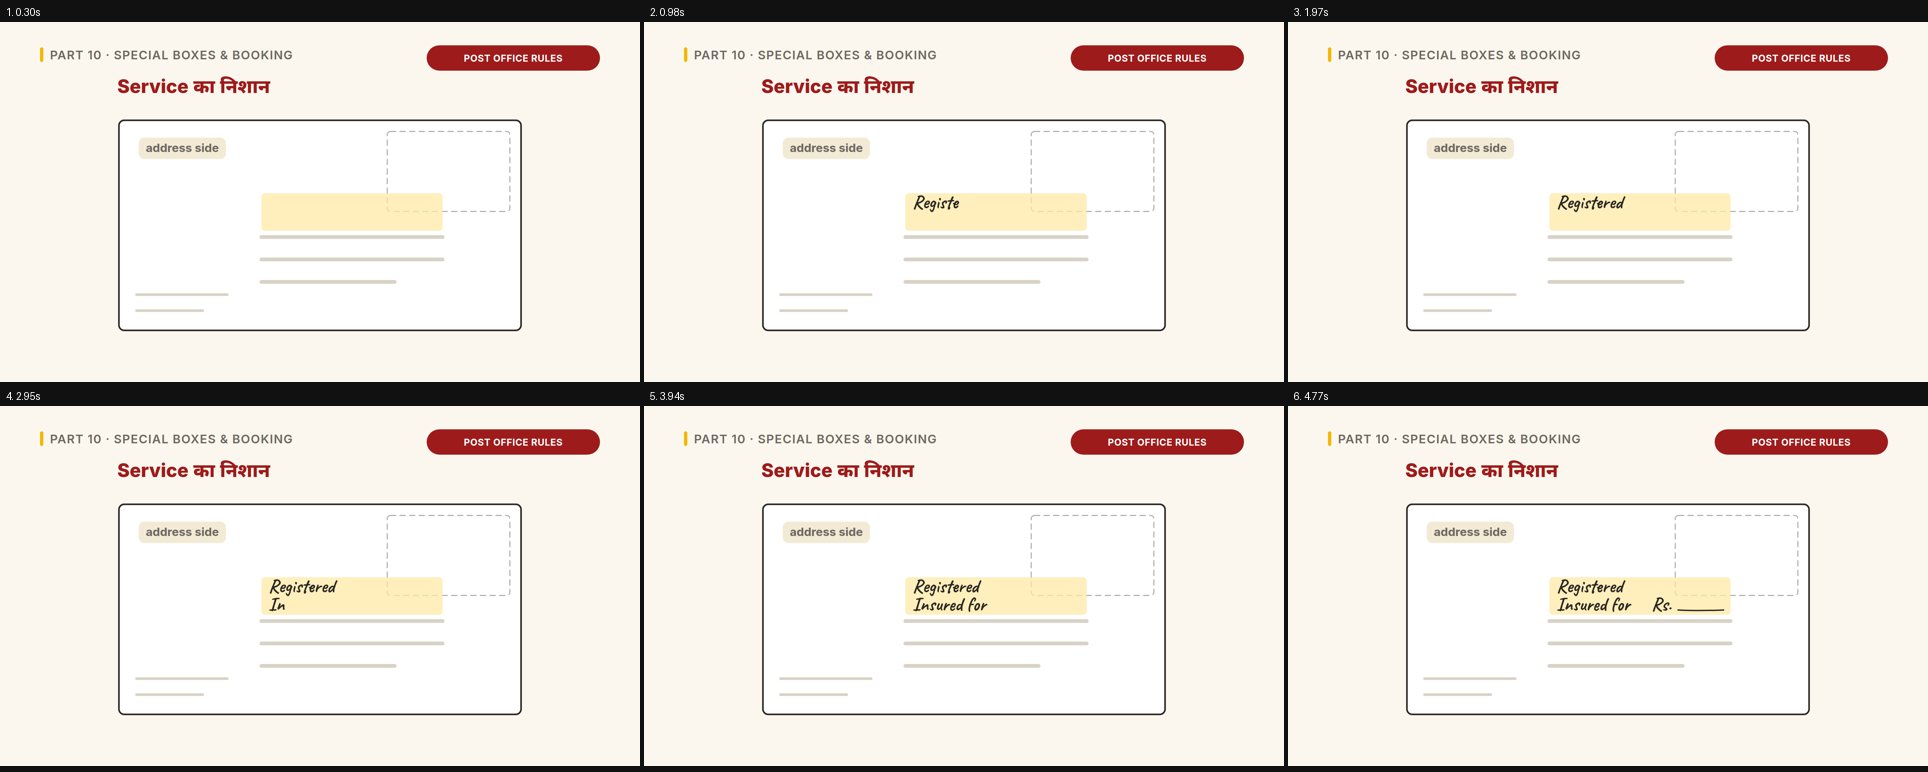 1. 0.30s
PART 10 · SPECIAL BOXES & BOOKING
POST OFFICE RULES
Service का निशान
address side
2. 0.98s
PART 10 · SPECIAL BOXES & BOOKING
POST OFFICE RULES
Service का निशान
address side
Registe
3. 1.97s
PART 10 · SPECIAL BOXES & BOOKING
POST OFFICE RULES
Service का निशान
address side
Registered
4. 2.95s
PART 10 · SPECIAL BOXES & BOOKING
POST OFFICE RULES
Service का निशान
address side
Registered
In
5. 3.94s
PART 10 · SPECIAL BOXES & BOOKING
POST OFFICE RULES
Service का निशान
address side
Registered
Insured for
6. 4.77s
PART 10 · SPECIAL BOXES & BOOKING
POST OFFICE RULES
Service का निशान
address side
Registered
Insured for Rs. ______